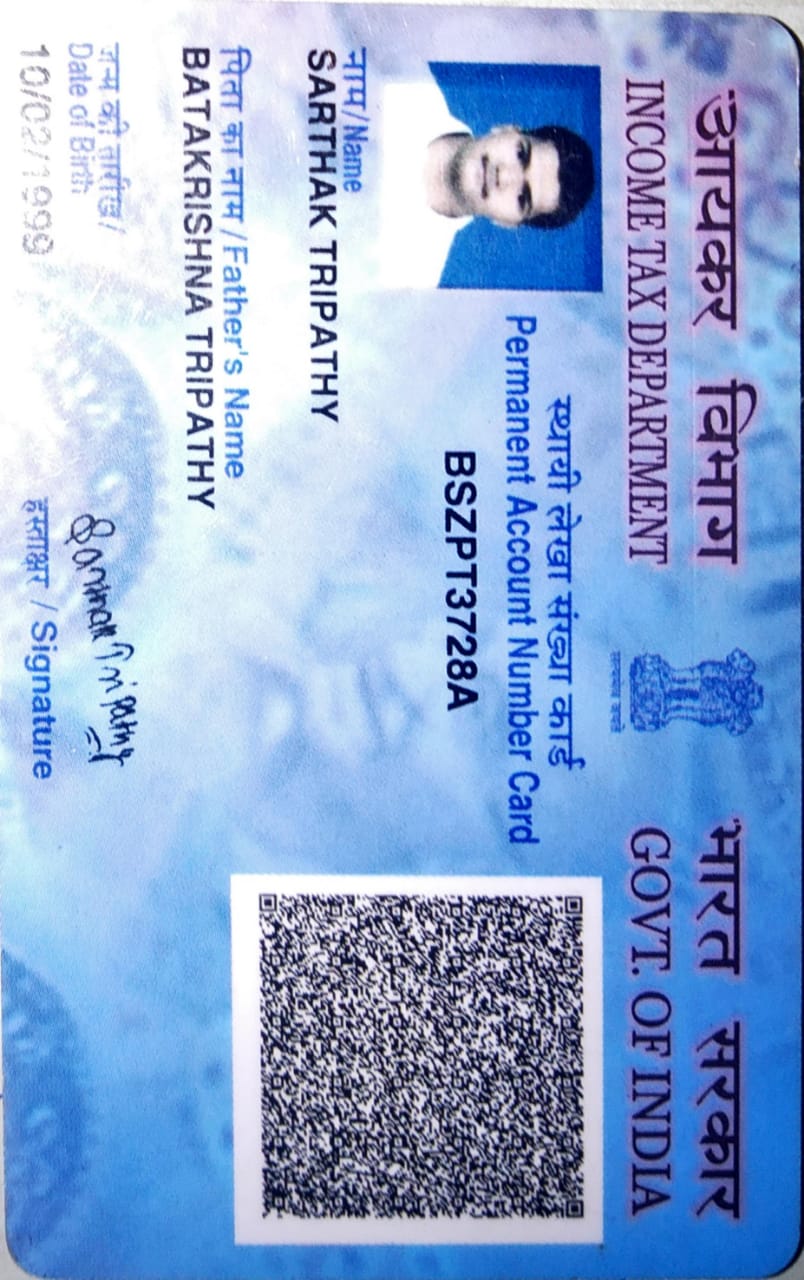 आयकर विभाग
INCOME TAX DEPARTMENT
भारत सरकार
GOVT. OF INDIA
सत्यमेव जयते
स्थायी लेखा संख्या कार्ड
Permanent Account Number Card
BSZPT3728A
नाम/Name
SARTHAK TRIPATHY
पिता का नाम/Father's Name
BATAKRISHNA TRIPATHY
जन्म की तारीख/
Date of Birth
10/02/1999
Sarthak Tripathy
हस्ताक्षर/Signature